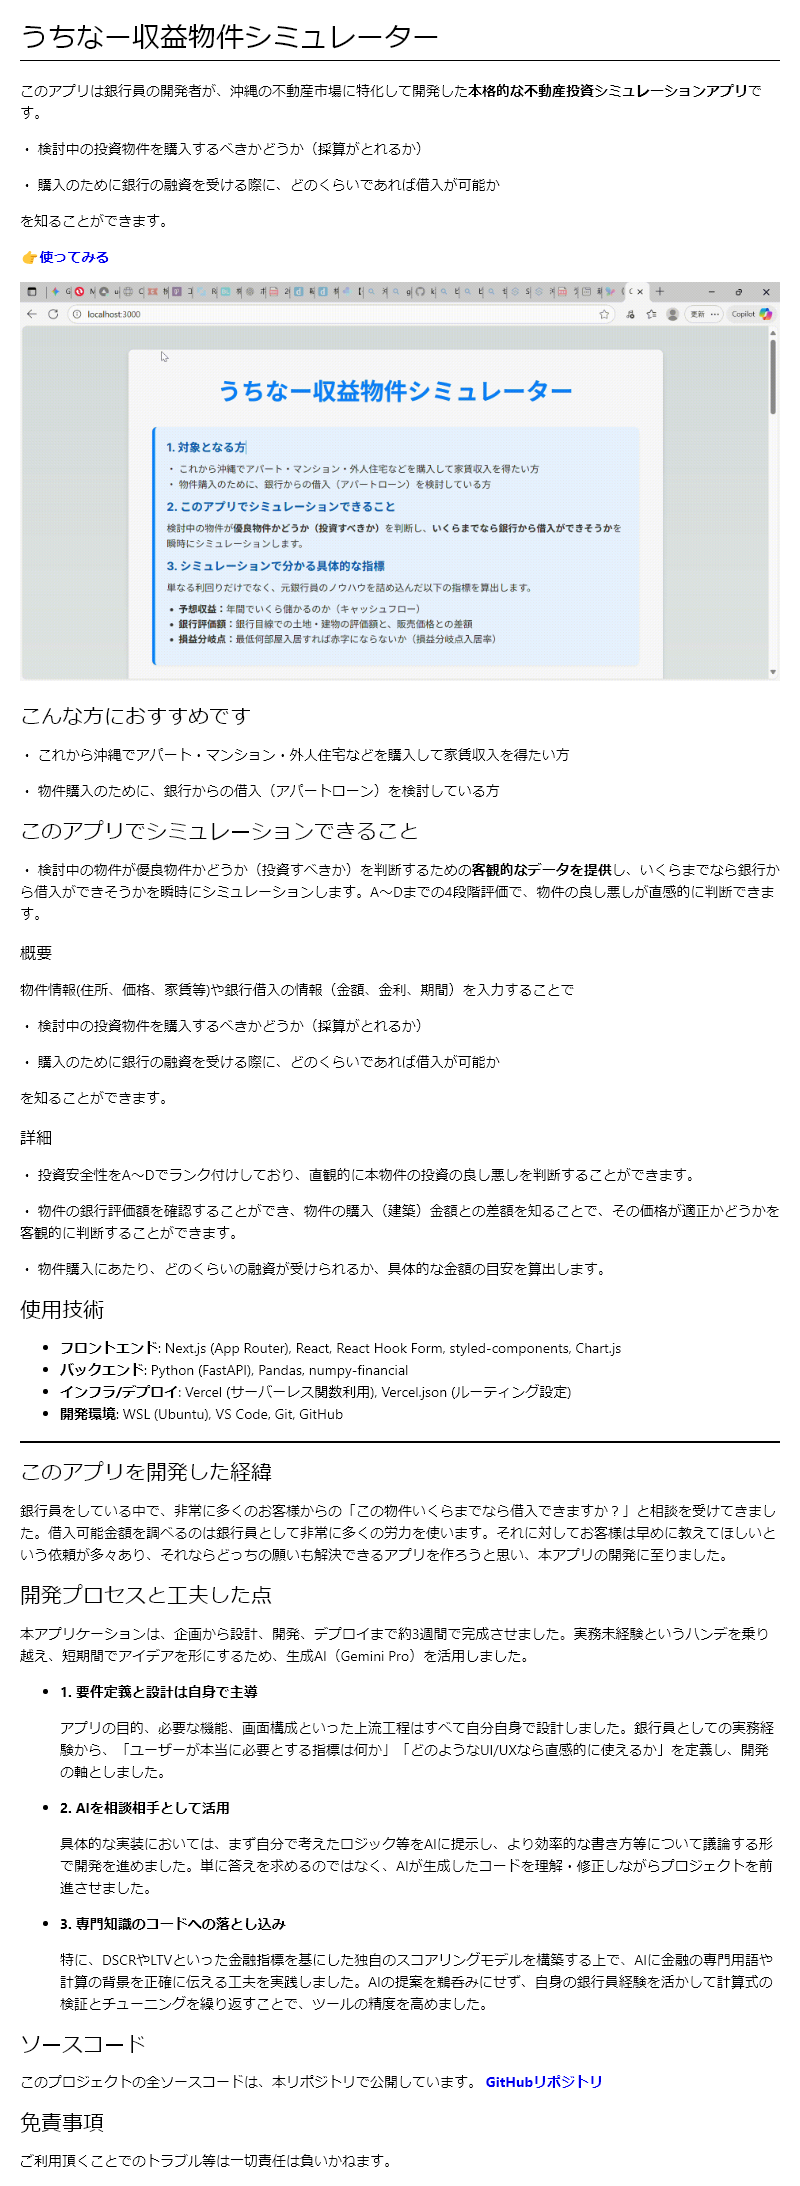 うちなー収益物件シミュレーター
このアプリは銀行員の開発者が、沖縄の不動産市場に特化して開発した本格的な不動産投資シミュレーションアプリで
す。
・ 検討中の投資物件を購入するべきかどうか（採算がとれるか）
・ 購入のために銀行の融資を受ける際に、どのくらいであれば借入が可能か
を知ることができます。
👉使ってみる
localhost:3000
更新
Copilot
うちなー収益物件シミュレーター
1. 対象となる方
・ これから沖縄でアパート・マンション・外人住宅などを購入して家賃収入を得たい方
・ 物件購入のために、銀行からの借入（アパートローン）を検討している方
2. このアプリでシミュレーションできること
検討中の物件が優良物件かどうか（投資すべきか）を判断し、いくらまでなら銀行から借入ができそうかを
瞬時にシミュレーションします。
3. シミュレーションで分かる具体的な指標
単なる利回りだけでなく、元銀行員のノウハウを詰め込んだ以下の指標を算出します。
• 予想収益：年間でいくら儲かるのか（キャッシュフロー）
• 銀行評価額：銀行目線での土地・建物の評価額と、販売価格との差額
• 損益分岐点：最低何部屋入居すれば赤字にならないか（損益分岐点入居率）
こんな方におすすめです
・ これから沖縄でアパート・マンション・外人住宅などを購入して家賃収入を得たい方
・ 物件購入のために、銀行からの借入（アパートローン）を検討している方
このアプリでシミュレーションできること
・ 検討中の物件が優良物件かどうか（投資すべきか）を判断するための客観的なデータを提供し、いくらまでなら銀行か
ら借入ができそうかを瞬時にシミュレーションします。A～Dまでの4段階評価で、物件の良し悪しが直感的に判断できま
す。
概要
物件情報(住所、価格、家賃等)や銀行借入の情報（金額、金利、期間）を入力することで
・ 検討中の投資物件を購入するべきかどうか（採算がとれるか）
・ 購入のために銀行の融資を受ける際に、どのくらいであれば借入が可能か
を知ることができます。
詳細
・ 投資安全性をA～Dでランク付けしており、直観的に本物件の投資の良し悪しを判断することができます。
・ 物件の銀行評価額を確認することができ、物件の購入（建築）金額との差額を知ることで、その価格が適正かどうかを
客観的に判断することができます。
・ 物件購入にあたり、どのくらいの融資が受けられるか、具体的な金額の目安を算出します。
使用技術
• フロントエンド: Next.js (App Router), React, React Hook Form, styled-components, Chart.js
• バックエンド: Python (FastAPI), Pandas, numpy-financial
• インフラ/デプロイ: Vercel (サーバーレス関数利用), Vercel.json (ルーティング設定)
• 開発環境: WSL (Ubuntu), VS Code, Git, GitHub
このアプリを開発した経緯
銀行員をしている中で、非常に多くのお客様からの「この物件いくらまでなら借入できますか？」と相談を受けてきまし
た。借入可能金額を調べるのは銀行員として非常に多くの労力を使います。それに対してお客様は早めに教えてほしいと
いう依頼が多々あり、それならどっちの願いも解決できるアプリを作ろうと思い、本アプリの開発に至りました。
開発プロセスと工夫した点
本アプリケーションは、企画から設計、開発、デプロイまで約3週間で完成させました。実務未経験というハンデを乗り
越え、短期間でアイデアを形にするため、生成AI（Gemini Pro）を活用しました。
• 1. 要件定義と設計は自身で主導
アプリの目的、必要な機能、画面構成といった上流工程はすべて自分自身で設計しました。銀行員としての実務経
験から、「ユーザーが本当に必要とする指標は何か」「どのようなUI/UXなら直感的に使えるか」を定義し、開発
の軸としました。
• 2. AIを相談相手として活用
具体的な実装においては、まず自分で考えたロジック等をAIに提示し、より効率的な書き方等について議論する形
で開発を進めました。単に答えを求めるのではなく、AIが生成したコードを理解・修正しながらプロジェクトを前
進させました。
• 3. 専門知識のコードへの落とし込み
特に、DSCRやLTVといった金融指標を基にした独自のスコアリングモデルを構築する上で、AIに金融の専門用語や
計算の背景を正確に伝える工夫を実践しました。AIの提案を鵜呑みにせず、自身の銀行員経験を活かして計算式の
検証とチューニングを繰り返すことで、ツールの精度を高めました。
ソースコード
このプロジェクトの全ソースコードは、本リポジトリで公開しています。 GitHubリポジトリ
免責事項
ご利用頂くことでのトラブル等は一切責任は負いかねます。